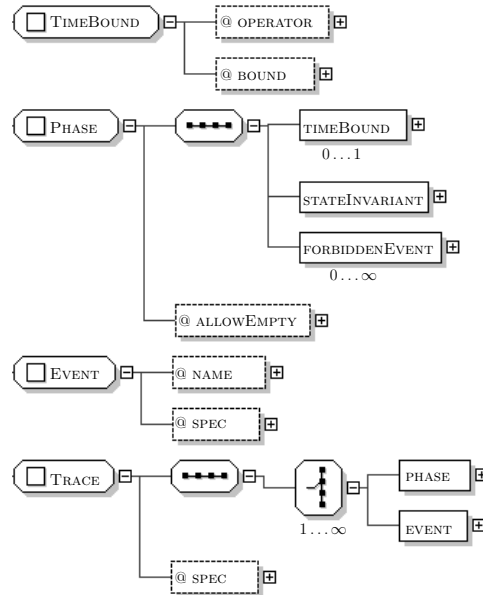 TIMEBOUND
@ OPERATOR
@ BOUND
PHASE
TIMEBOUND
0...1
STATEINVARIANT
FORBIDDENEVENT
0...∞
@ ALLOWEMPTY
EVENT
@ NAME
@ SPEC
TRACE
PHASE
1...∞
EVENT
@ SPEC